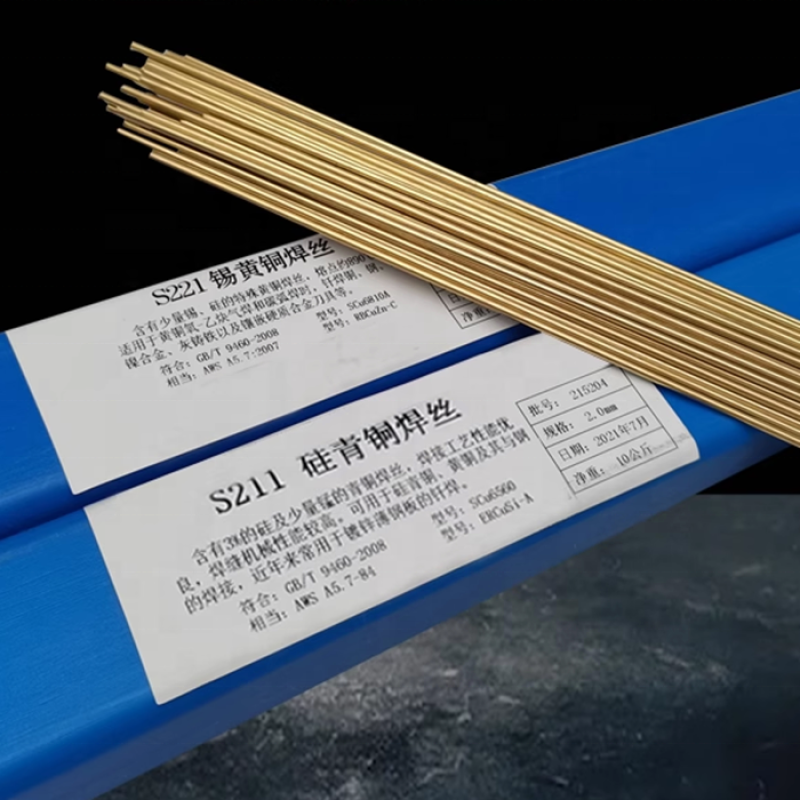 S221 锡黄铜焊丝
含有少量锡、硅的特殊黄铜焊丝,熔点约890
适用于黄铜氧-乙炔气焊和碳弧焊时,钎焊铜、钢、
镍合金、灰铸铁以及镶嵌硬质合金刀具等。
符合: GB/T 9460-2008 型号: SCu6810A
相当: AWS A5.7:2007 型号: RBCuZn-C
净重
S211 硅青铜焊丝
含有3%的硅及少量锰的青铜焊丝,焊接工艺性能优
良,焊缝机械性能较高。可用于硅青铜、黄铜及其与钢
的焊接,近年来常用于镀锌薄钢板的钎焊。
符合: GB/T 9460-2008 型号: SCu6560
相当: AWS A5.7-84 型号: ERCuSi-A
批号: 215204
规格: 2.0mm
日期: 2021年7月
净重: 10公斤